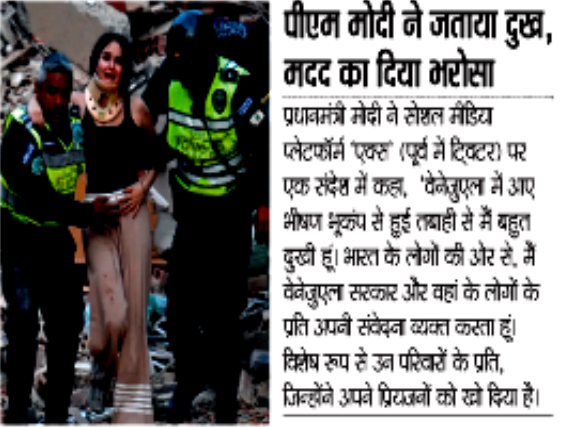 पीएम मोदी ने जताया दुख,
मदद का दिया भरोसा
प्रधानमंत्री मोदी ने सोशल मीडिया
प्लेटफॉर्म 'एक्स' (पूर्व में ट्विटर) पर
एक संदेश में कहा, 'वेनेजुएला में आए
भीषण भूकंप से हुई तबाही से मैं बहुत
दुखी हूं। भारत के लोगों की ओर से, मैं
वेनेजुएला सरकार और वहां के लोगों के
प्रति अपनी संवेदना व्यक्त करता हूं।
विशेष रूप से उन परिवारों के प्रति,
जिन्होंने अपने प्रियजनों को खो दिया है।